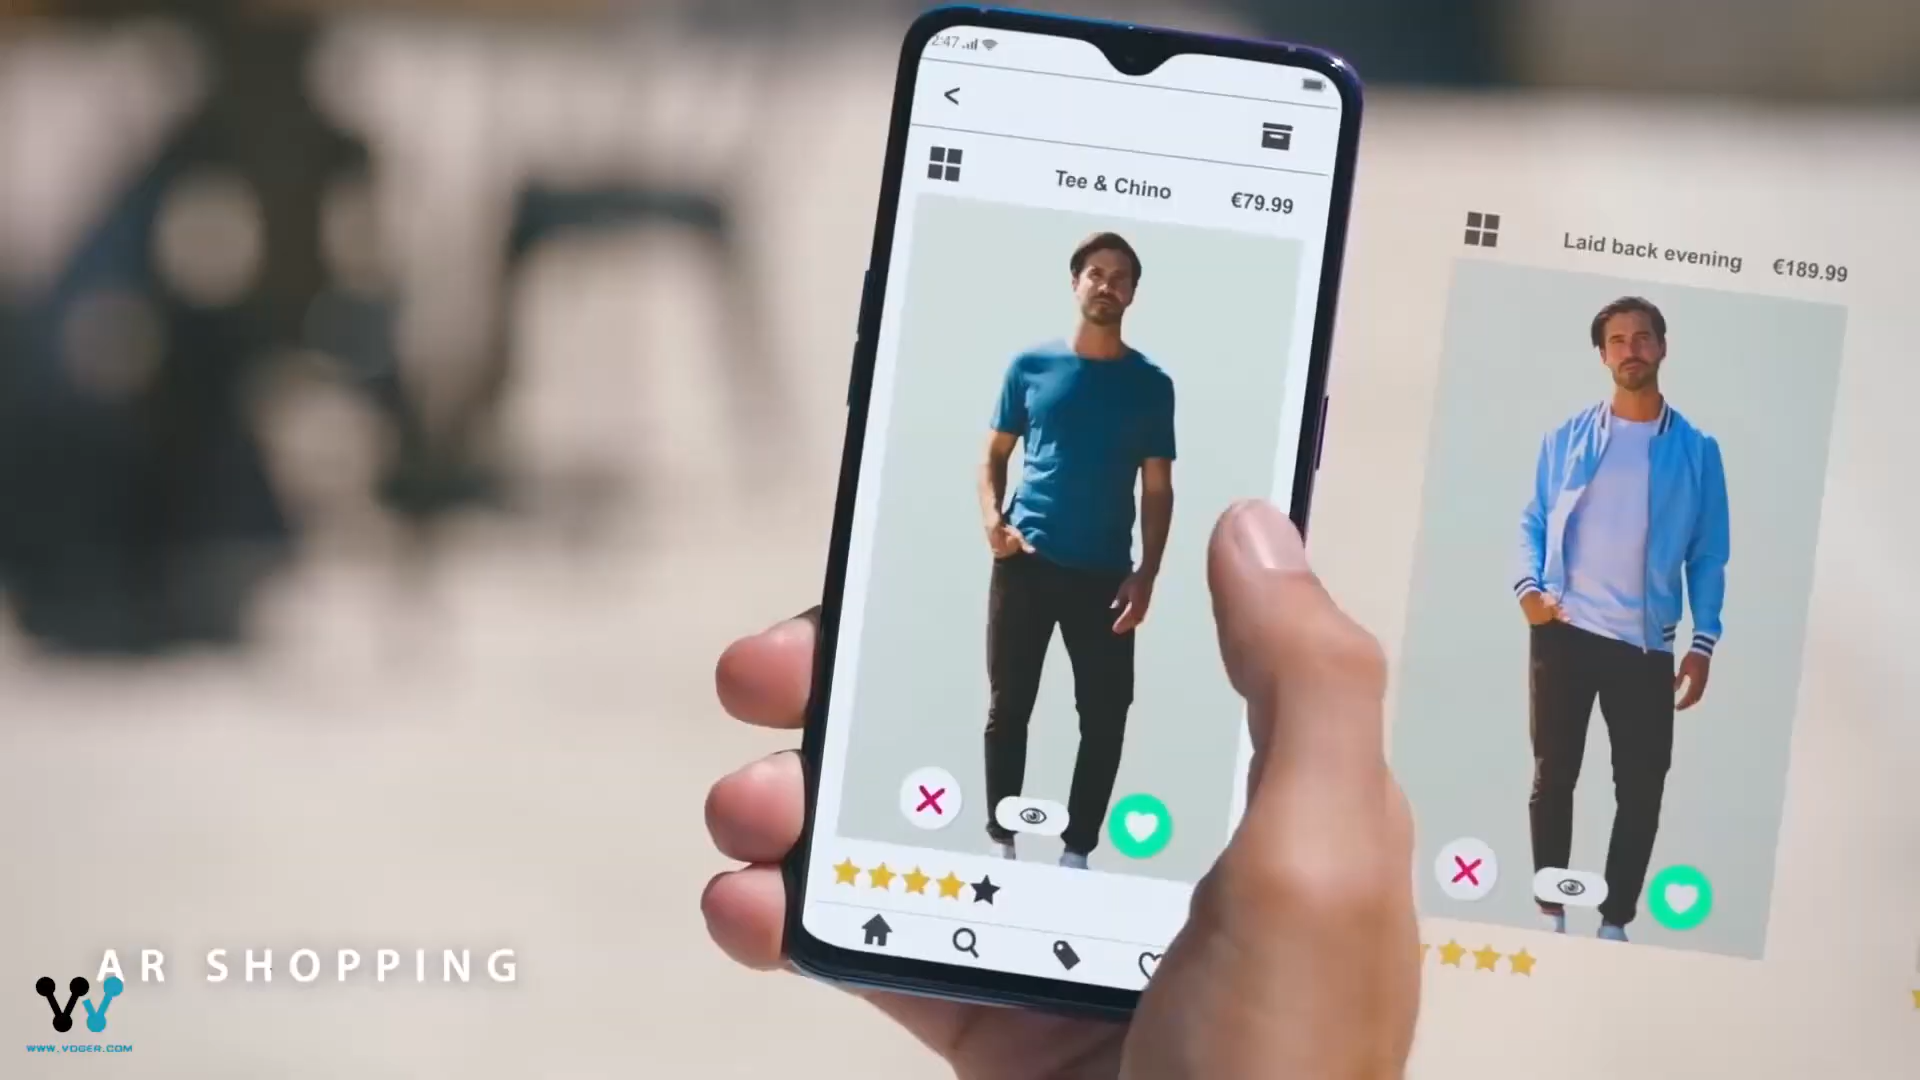 2:47
<
Tee & Chino
€79.99
Laid back evening
€189.99
AR SHOPPING
WWW.VOGER.COM